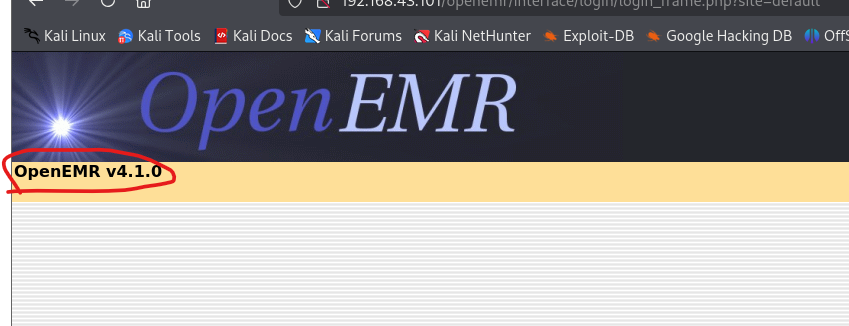 192.168.43.101/openemr/interface/login/login_frame.php?site=default
Kali Linux Kali Tools Kali Docs Kali Forums Kali NetHunter Exploit-DB Google Hacking DB OffS
OpenEMR
OpenEMR v4.1.0